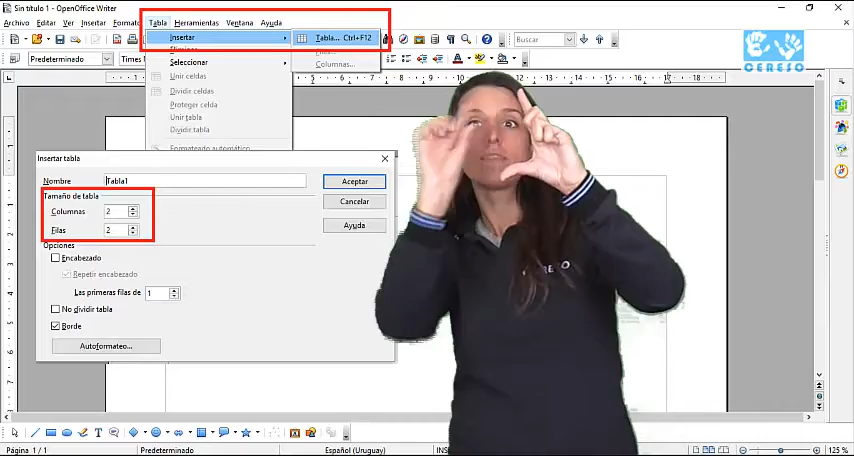 Sin título 1 - OpenOffice Writer
Archivo Editar Ver Insertar Formato Tabla Herramientas Ventana Ayuda
Insertar
Tabla... Ctrl+F12
Buscar
Predeterminado
Times N
Seleccionar
Columnas...
Unir celdas
Dividir celdas
Proteger celda
Unir tabla
Dividir tabla
Formateado automático
CERESO
Insertar tabla
Nombre Tabla1
Aceptar
Tamaño de tabla
Cancelar
Columnas 2
Filas 2
Ayuda
Opciones
Encabezado
Repetir encabezado
Las primeras filas de 1
No dividir tabla
Borde
Autoformateo...
Página 1 / 1 Predeterminado Español (Uruguay) INS 125 %